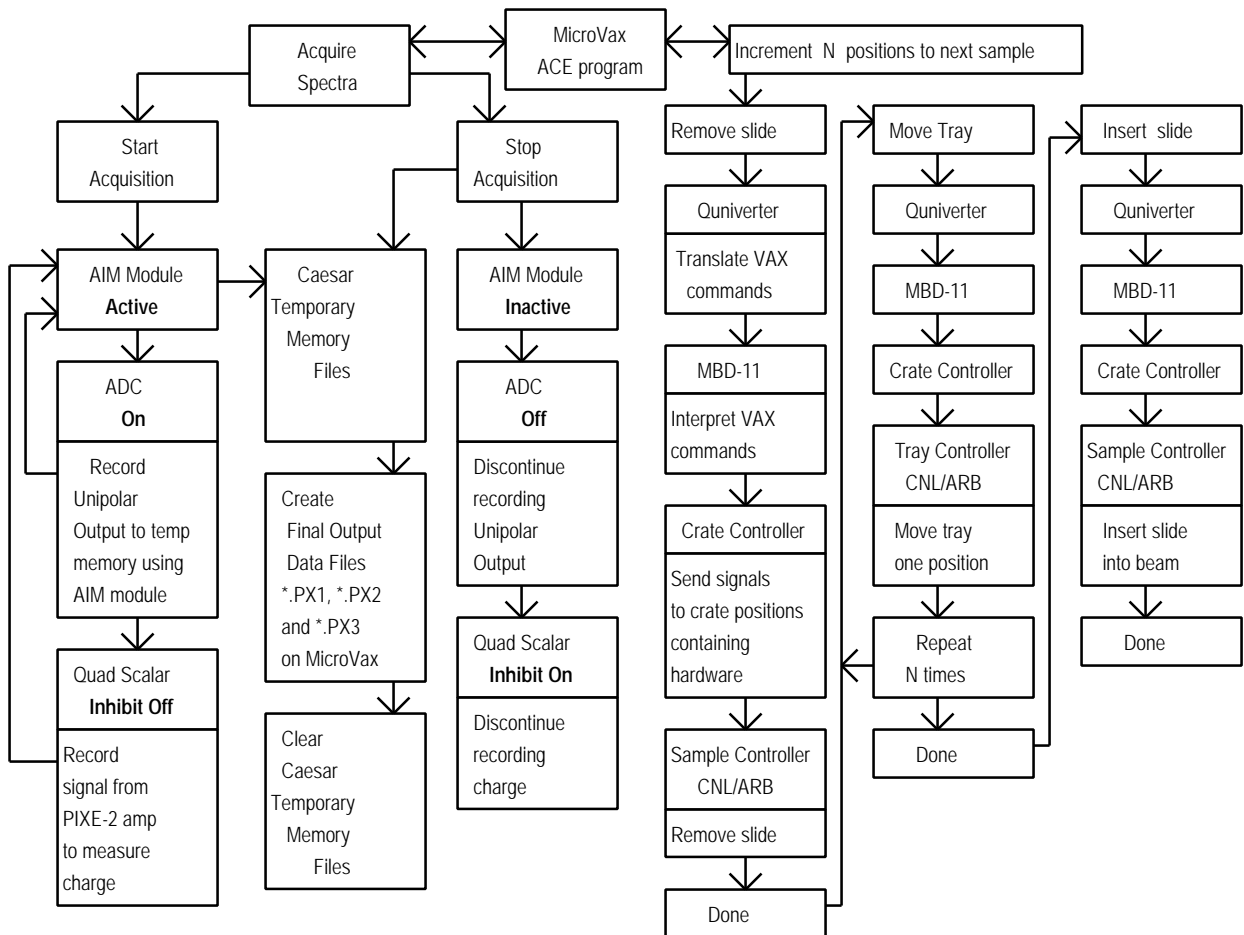 Acquire
Spectra
MicroVax
ACE program
Increment N positions to next sample
Start
Acquisition
AIM Module
Active
ADC
On
Record
Unipolar
Output to temp
memory using
AIM module
Quad Scalar
Inhibit Off
Record
signal from
PIXE-2 amp
to measure
charge
Caesar
Temporary
Memory
Files
Create
Final Output
Data Files
*.PX1, *.PX2
and *.PX3
on MicroVax
Clear
Caesar
Temporary
Memory
Files
Stop
Acquisition
AIM Module
Inactive
ADC
Off
Discontinue
recording
Unipolar
Output
Quad Scalar
Inhibit On
Discontinue
recording
charge
Remove slide
Quniverter
Translate VAX
commands
MBD-11
Interpret VAX
commands
Crate Controller
Send signals
to crate positions
containing
hardware
Sample Controller
CNL/ARB
Remove slide
Done
Move Tray
Quniverter
MBD-11
Crate Controller
Tray Controller
CNL/ARB
Move tray
one position
Repeat
N times
Done
Insert slide
Quniverter
MBD-11
Crate Controller
Sample Controller
CNL/ARB
Insert slide
into beam
Done